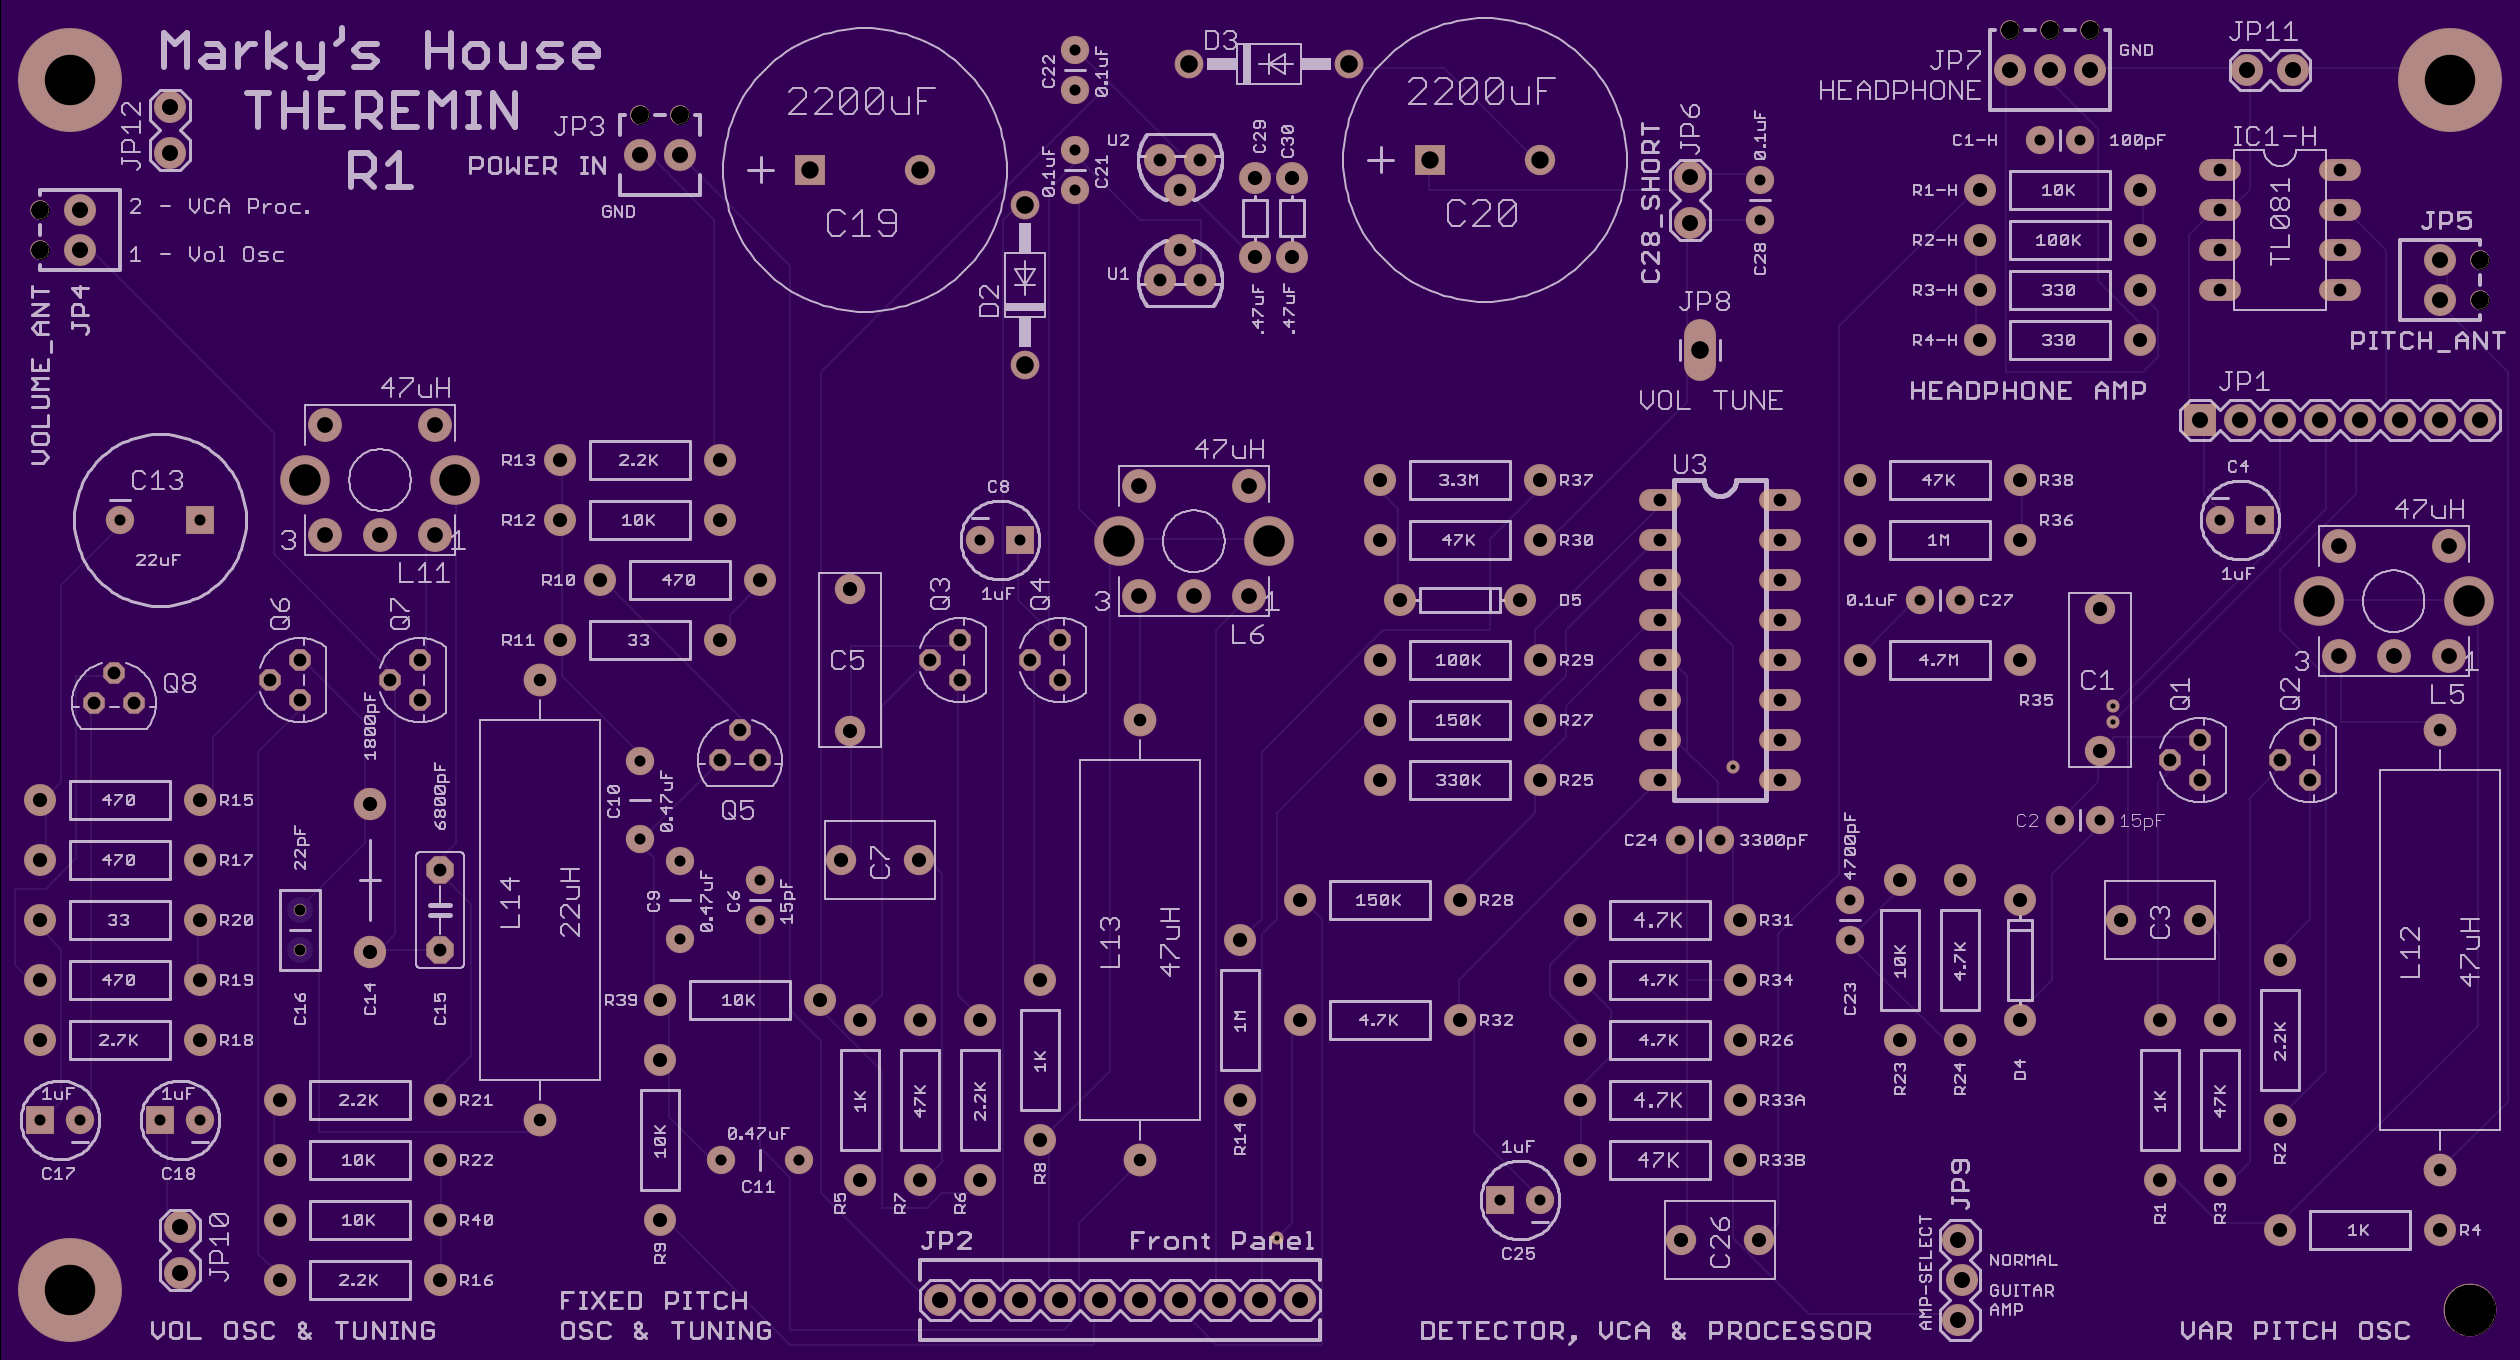 Marky's House
THEREMIN
R1
JP12
JP3
POWER IN
GND
2 - VCA Proc.
1 - Vol Osc
VOLUME_ANT
JP4
2200uF
C19
C22
0.1uF
0.1uF
C21
D2
D3
U2
U1
C29
C30
.47uF
.47uF
2200uF
C20
C28_SHORT
JP6
0.1uF
C28
JP8
VOL TUNE
JP7
HEADPHONE
GND
JP11
C1-H
100pF
R1-H
10K
R2-H
100K
R3-H
330
R4-H
330
HEADPHONE AMP
IC1-H
TL081
JP5
PITCH_ANT
JP1
C4
1uF
47uH
3
1
L5
C13
22uF
47uH
3
1
L11
R13
2.2K
R12
10K
R10
470
R11
33
C8
1uF
47uH
3
1
L6
3.3M
R37
47K
R30
D5
100K
R29
150K
R27
330K
R25
U3
47K
R38
1M
R36
0.1uF
C27
4.7M
R35
C1
Q1
Q2
C2
15pF
Q6
Q7
Q8
1800pF
6800pF
22pF
C16
C14
C15
L14
22uH
C10
0.47uF
Q5
C9
0.47uF
C6
15pF
C5
Q3
Q4
C7
L13
47uH
470
R15
470
R17
33
R20
470
R19
2.7K
R18
1uF
C17
1uF
C18
JP10
2.2K
R21
10K
R22
10K
R40
2.2K
R16
VOL OSC & TUNING
R39
10K
10K
R9
0.47uF
C11
1K
R5
47K
R7
2.2K
R6
1K
R8
1M
R14
FIXED PITCH
OSC & TUNING
JP2
Front Panel
150K
R28
4.7K
R32
C24
3300pF
4.7K
R31
4.7K
R34
4.7K
R26
4.7K
R33A
47K
R33B
1uF
C25
C26
DETECTOR, VCA & PROCESSOR
4700pF
C23
10K
R23
4.7K
R24
D4
C3
L12
47uH
1K
R1
47K
R3
2.2K
R2
1K
R4
JP9
AMP-SELECT
NORMAL
GUITAR
AMP
VAR PITCH OSC